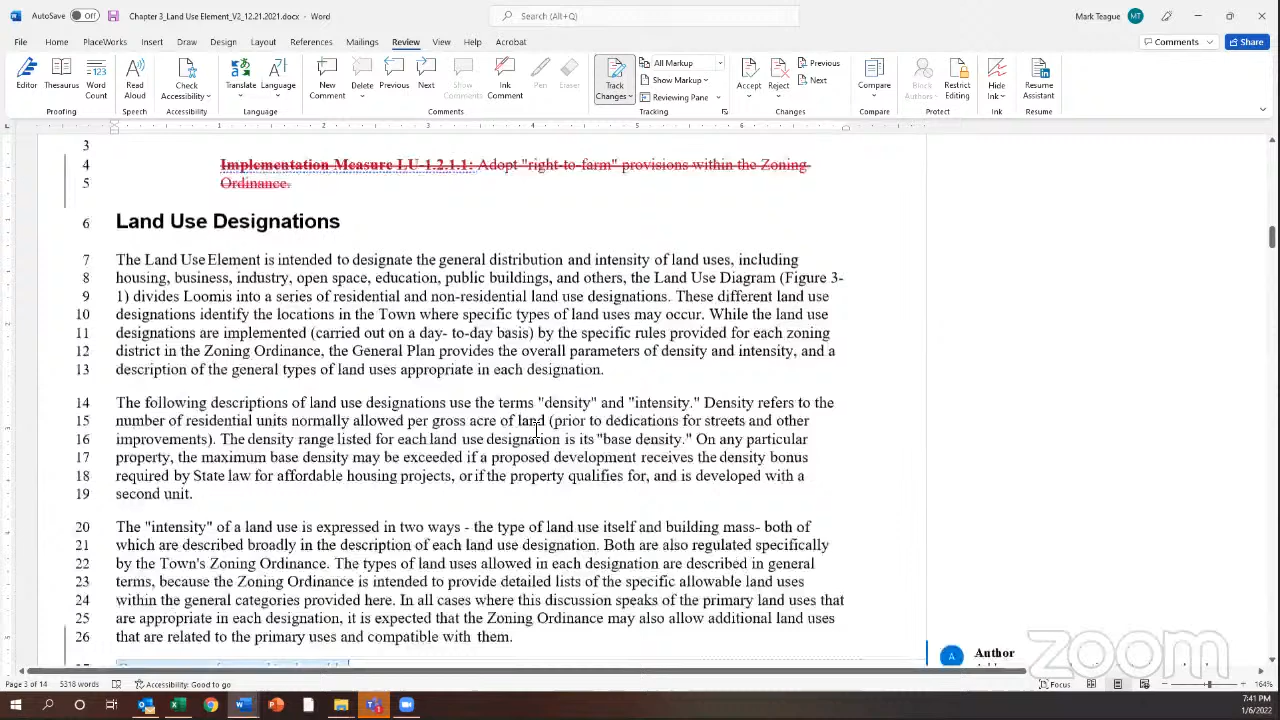 AutoSave Off Chapter 3_Land Use Element_V2_12.21.2021.docx - Word Search (Alt+Q) Mark Teague MT
File Home PlaceWorks Insert Draw Design Layout References Mailings Review View Help Acrobat Comments Share
Editor Thesaurus Word Count Read Aloud Check Accessibility Translate Language New Comment Delete Previous Next Show Comments Ink Comment Pen Eraser Track Changes All Markup Show Markup Reviewing Pane Accept Reject Previous Next Compare Block Authors Restrict Editing Hide Ink Resume Assistant
Proofing Speech Accessibility Language Comments Tracking Changes Compare Protect Ink Resume
1 2 3 4 5 6
3
4 Implementation Measure LU-1.2.1.1: Adopt "right-to-farm" provisions within the Zoning
5 Ordinance.
6 Land Use Designations
7 The Land Use Element is intended to designate the general distribution and intensity of land uses, including
8 housing, business, industry, open space, education, public buildings, and others, the Land Use Diagram (Figure 3-
9 1) divides Loomis into a series of residential and non-residential land use designations. These different land use
10 designations identify the locations in the Town where specific types of land uses may occur. While the land use
11 designations are implemented (carried out on a day- to-day basis) by the specific rules provided for each zoning
12 district in the Zoning Ordinance, the General Plan provides the overall parameters of density and intensity, and a
13 description of the general types of land uses appropriate in each designation.
14 The following descriptions of land use designations use the terms "density" and "intensity." Density refers to the
15 number of residential units normally allowed per gross acre of land (prior to dedications for streets and other
16 improvements). The density range listed for each land use designation is its "base density." On any particular
17 property, the maximum base density may be exceeded if a proposed development receives the density bonus
18 required by State law for affordable housing projects, or if the property qualifies for, and is developed with a
19 second unit.
20 The "intensity" of a land use is expressed in two ways - the type of land use itself and building mass- both of
21 which are described broadly in the description of each land use designation. Both are also regulated specifically
22 by the Town's Zoning Ordinance. The types of land uses allowed in each designation are described in general
23 terms, because the Zoning Ordinance is intended to provide detailed lists of the specific allowable land uses
24 within the general categories provided here. In all cases where this discussion speaks of the primary land uses that
25 are appropriate in each designation, it is expected that the Zoning Ordinance may also allow additional land uses
26 that are related to the primary uses and compatible with them.
A Author
zoom
Page 3 of 14 5318 words Accessibility: Good to go Focus 164%
7:41 PM
1/6/2022